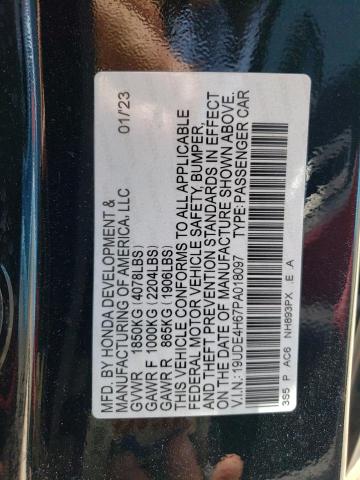 MFD. BY HONDA DEVELOPMENT &
MANUFACTURING OF AMERICA, LLC 01/'23
GVWR 1850KG (4078LBS)
GAWR F 1000KG (2204LBS)
GAWR R 865KG (1906LBS)
THIS VEHICLE CONFORMS TO ALL APPLICABLE
FEDERAL MOTOR VEHICLE SAFETY, BUMPER,
AND THEFT PREVENTION STANDARDS IN EFFECT
ON THE DATE OF MANUFACTURE SHOWN ABOVE.
V.I.N.:19UDE4H67PA018097 TYPE: PASSENGER CAR
3S5 P AC6 NH893PX E A